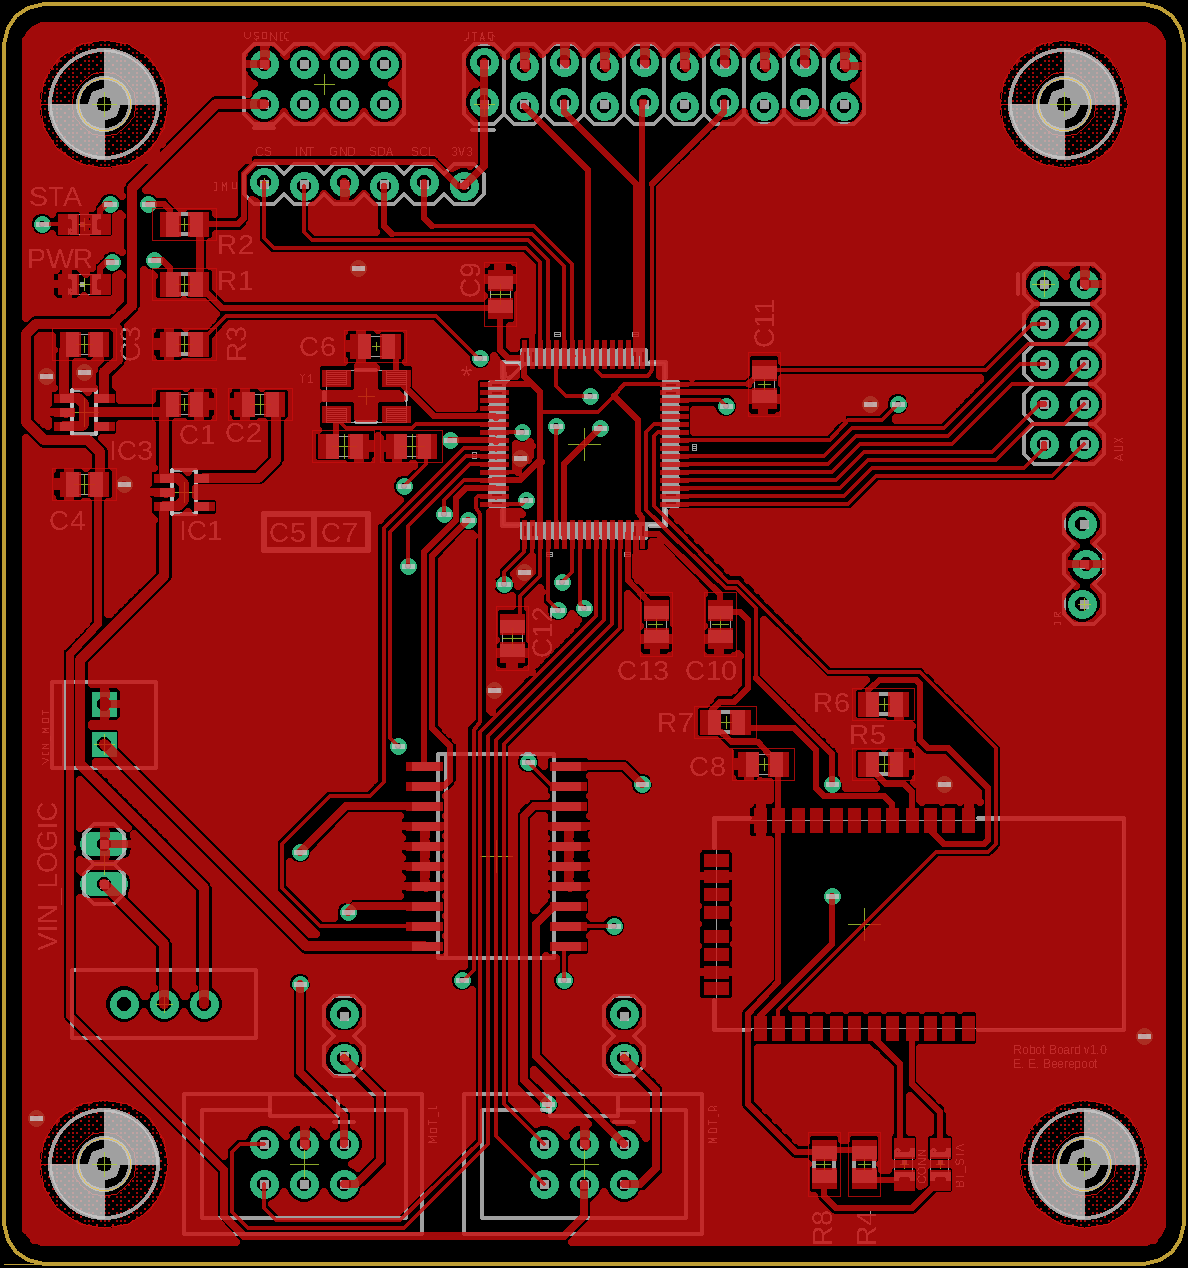 JTAG
CS INT GND SDA SCL 3V3
IMU
STA
R2
PWR
R1
C9
C3
R3
C6
T1
C11
*
C1
C2
IC3
C4
IC1
C5
C7
AUX
C12
C13
C10
R6
R7
R5
C8
VIN_MOT
VIN_LOGIC
Robot Board v1.0
E. E. Beerepoot
MOT_L
MOT_R
CONN
BT_STA
R8
R4